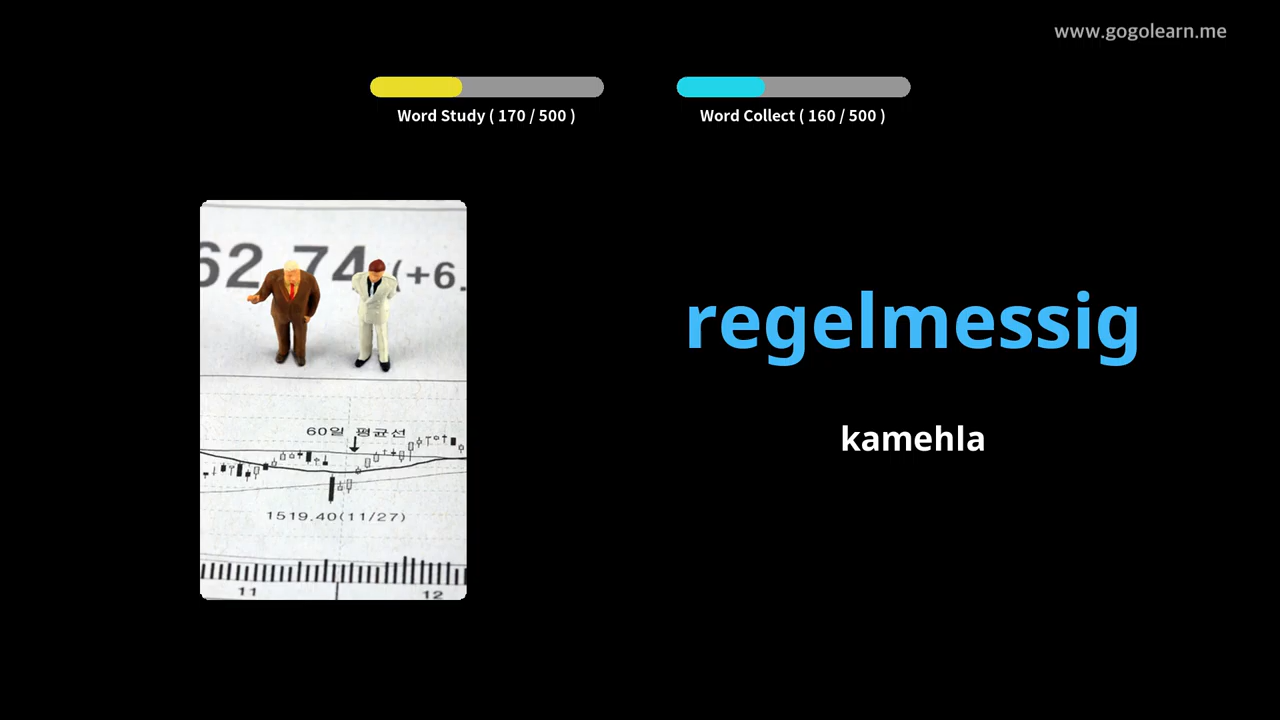 www.gogolearn.me
Word Study ( 170 / 500 )
Word Collect ( 160 / 500 )
62.74 (+6.
60일 평균선
1519.40(11/27)
11
12
regelmessig
kamehla